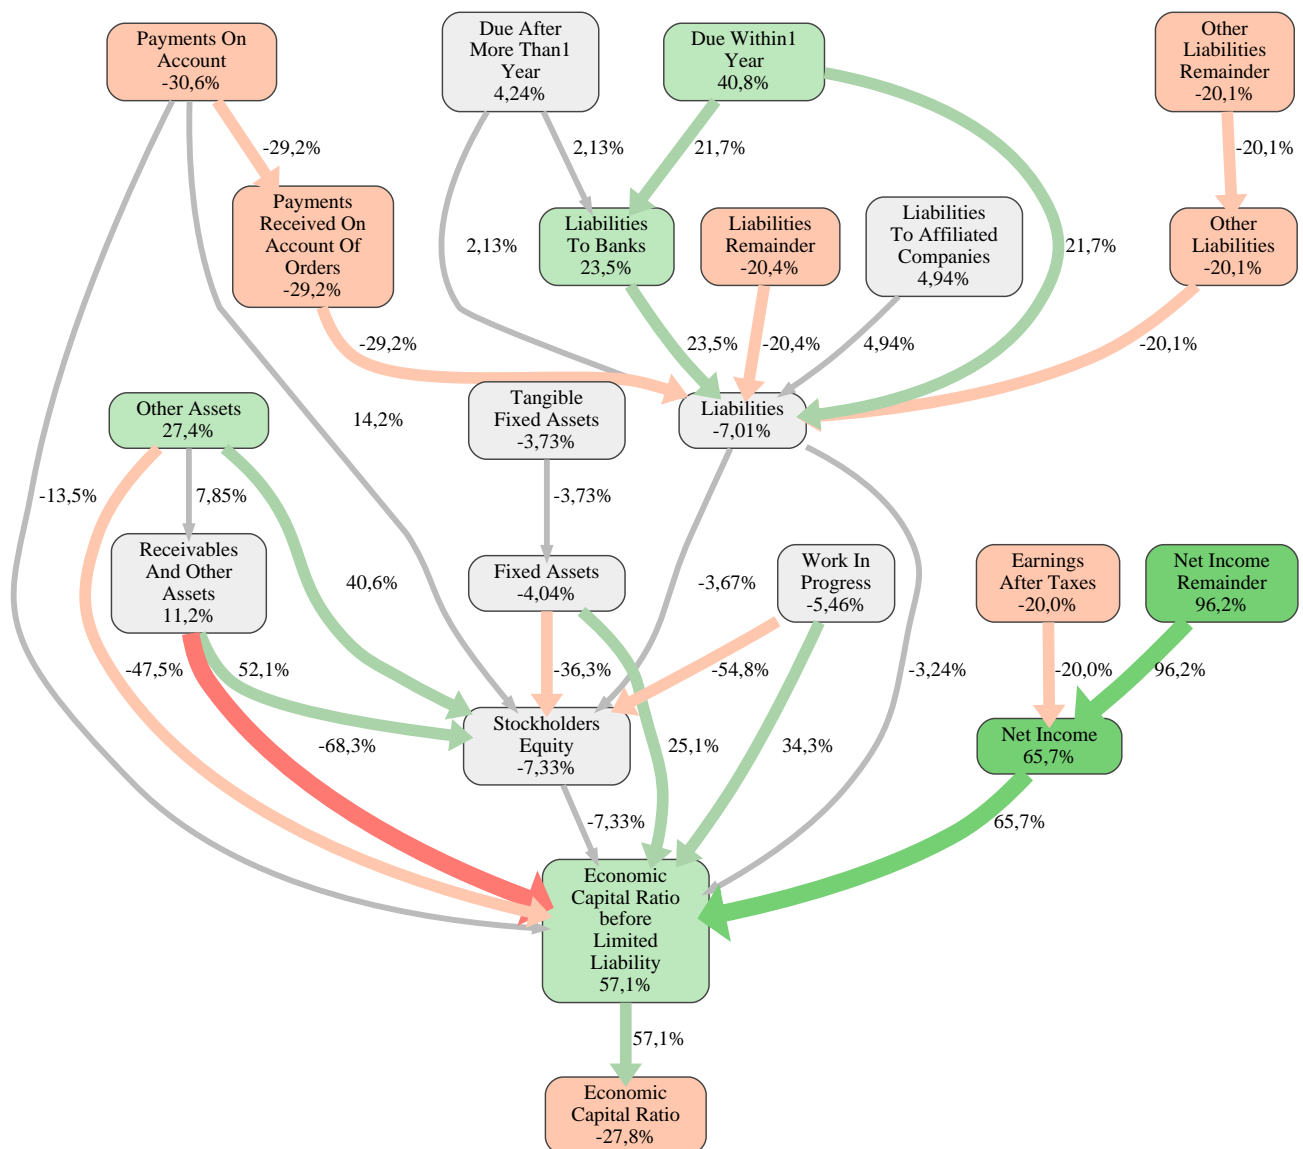 Payments On
Account
-30,6%
Due After
More Than1
Year
4,24%
Due Within1
Year
40,8%
Other
Liabilities
Remainder
-20,1%
-29,2%
2,13%
21,7%
-20,1%
Payments
Received On
Account Of
Orders
-29,2%
Liabilities
To Banks
23,5%
Liabilities
Remainder
-20,4%
Liabilities
To Affiliated
Companies
4,94%
Other
Liabilities
-20,1%
2,13%
21,7%
-29,2%
23,5%
-20,4%
4,94%
-20,1%
Other Assets
27,4%
14,2%
Tangible
Fixed Assets
-3,73%
Liabilities
-7,01%
-13,5%
7,85%
-3,73%
Receivables
And Other
Assets
11,2%
40,6%
Fixed Assets
-4,04%
-3,67%
Work In
Progress
-5,46%
Earnings
After Taxes
-20,0%
Net Income
Remainder
96,2%
-47,5%
52,1%
-36,3%
-54,8%
-3,24%
-20,0%
96,2%
Stockholders
Equity
-7,33%
-68,3%
25,1%
34,3%
Net Income
65,7%
-7,33%
65,7%
Economic
Capital Ratio
before
Limited
Liability
57,1%
57,1%
Economic
Capital Ratio
-27,8%